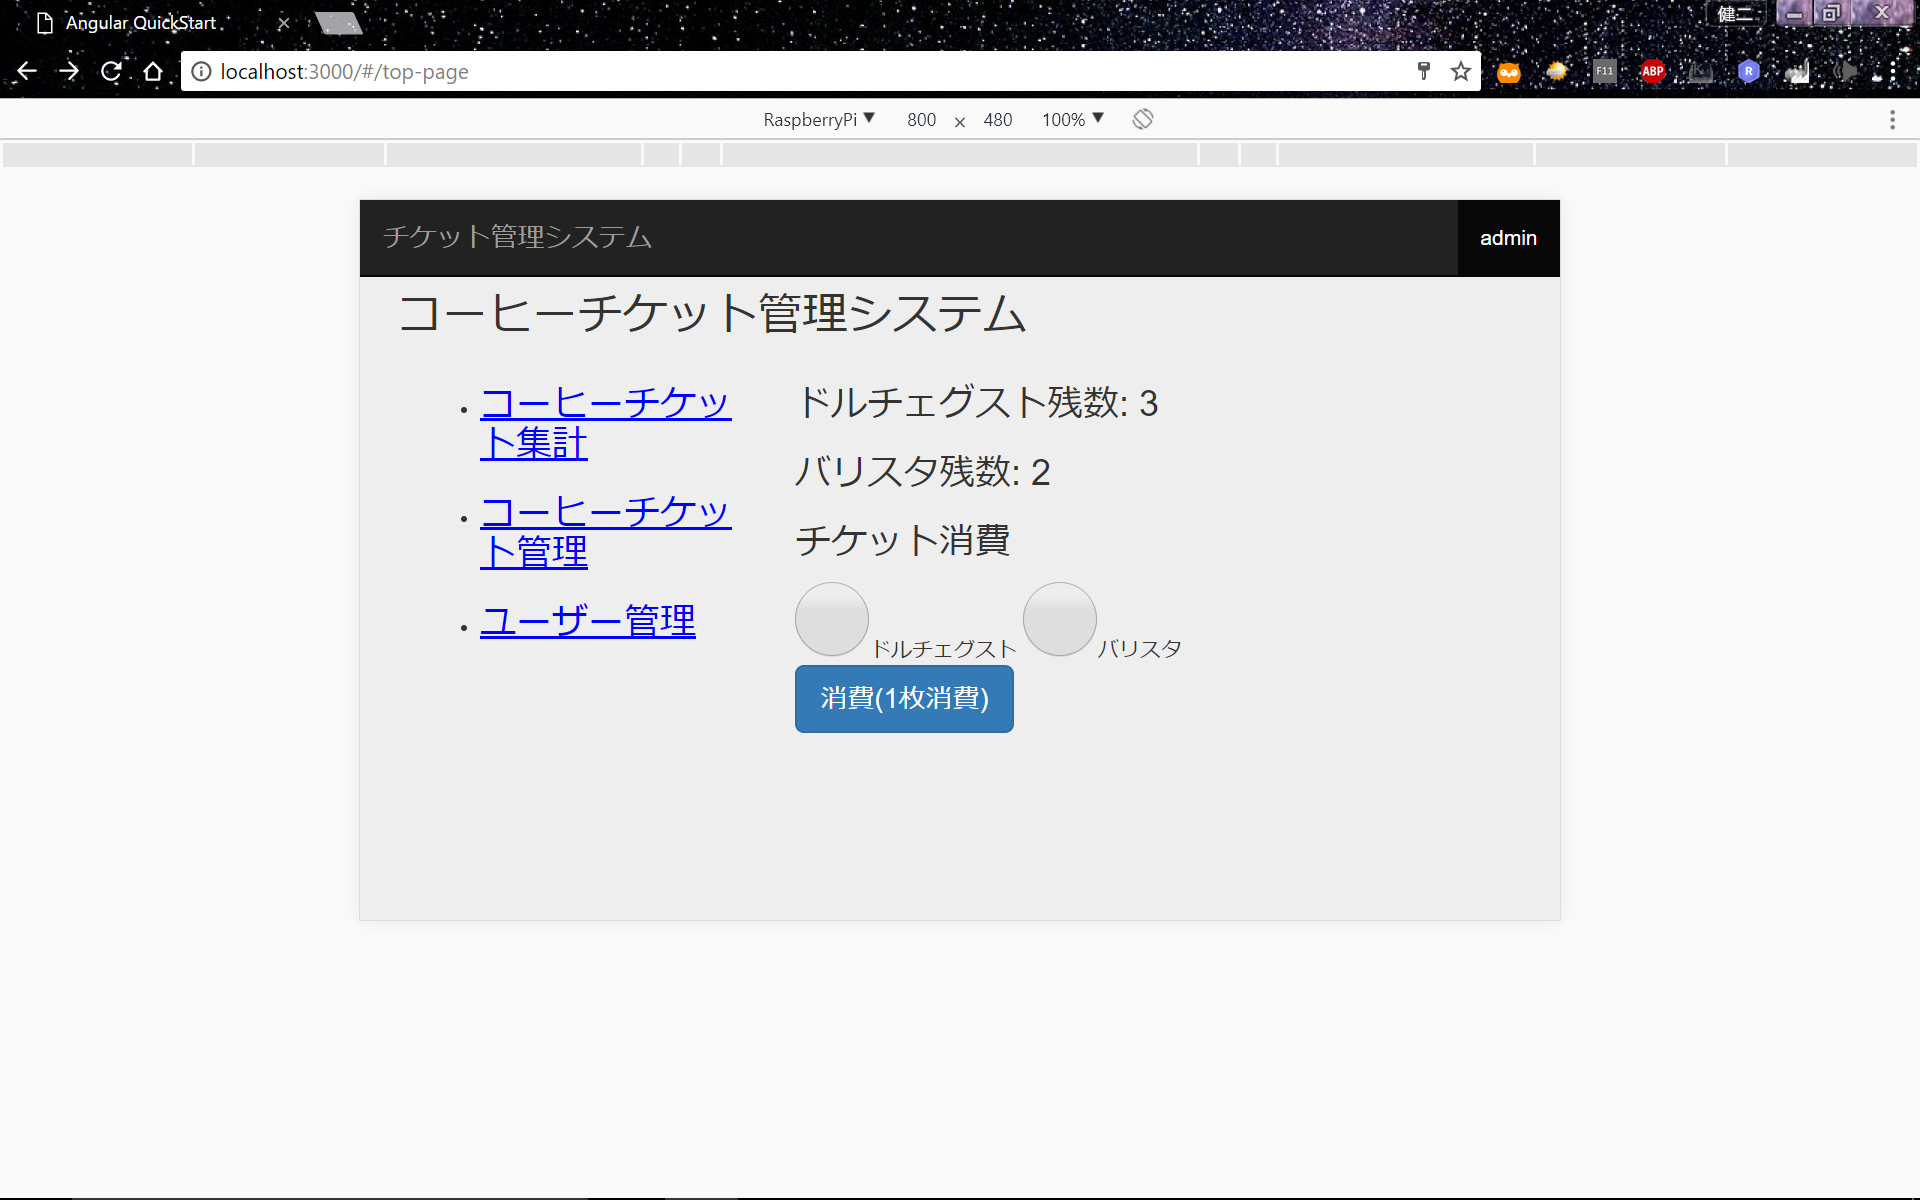 Angular QuickStart
健二
localhost:3000/#/top-page
F11
ABP
R
RaspberryPi ▼ 800 × 480 100% ▼
チケット管理システム
admin
コーヒーチケット管理システム
コーヒーチケッ
ト集計
コーヒーチケッ
ト管理
ユーザー管理
ドルチェグスト残数: 3
バリスタ残数: 2
チケット消費
ドルチェグスト バリスタ
消費(1枚消費)